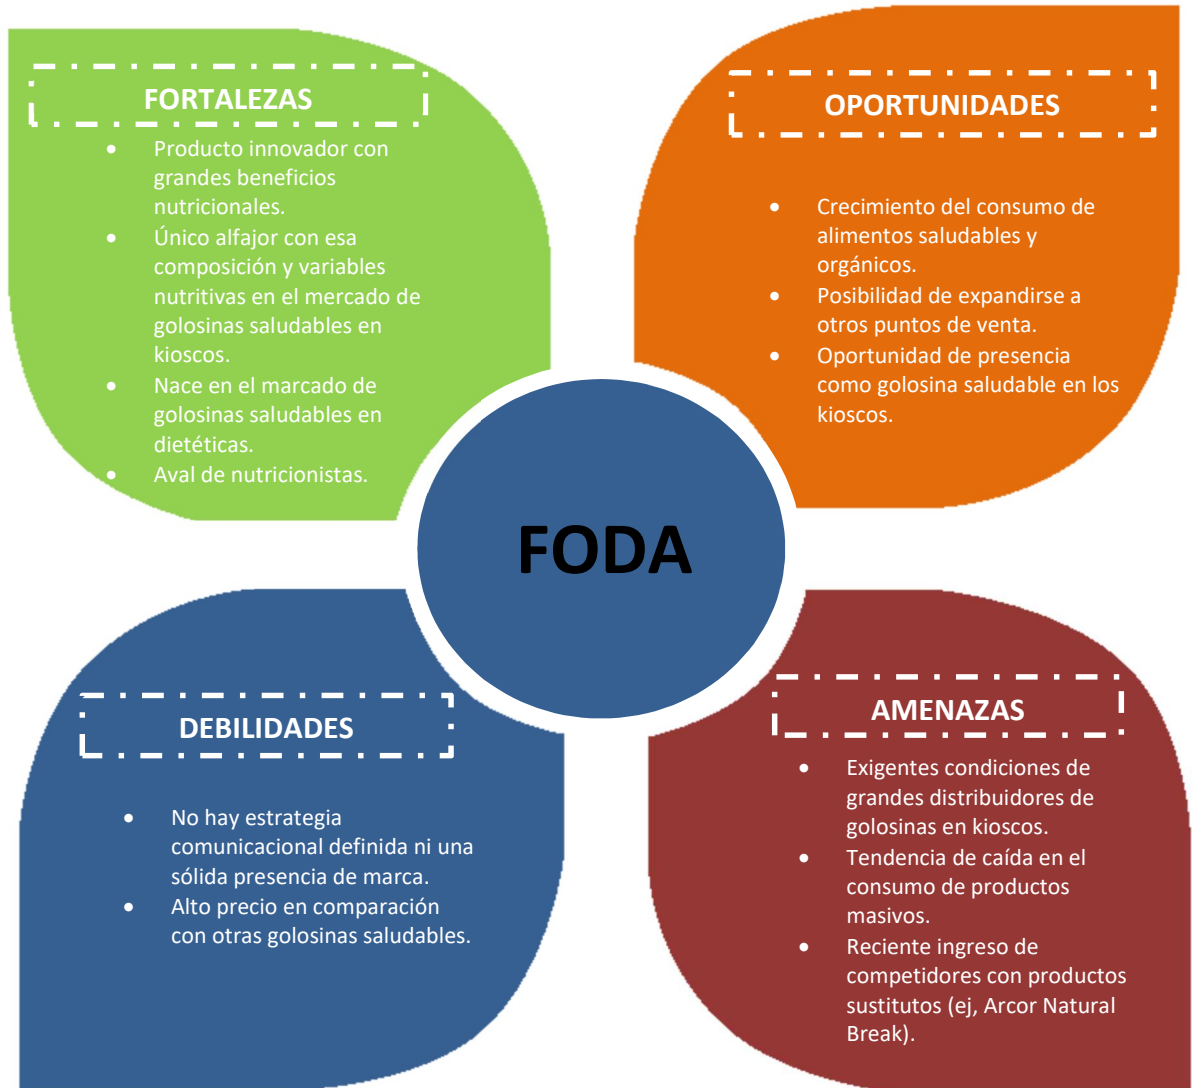 FORTALEZAS
• Producto innovador con
grandes beneficios
nutricionales.
• Único alfajor con esa
composición y variables
nutritivas en el mercado de
golosinas saludables en
kioscos.
• Nace en el marcado de
golosinas saludables en
dietéticas.
• Aval de nutricionistas.
OPORTUNIDADES
• Crecimiento del consumo de
alimentos saludables y
orgánicos.
• Posibilidad de expandirse a
otros puntos de venta.
• Oportunidad de presencia
como golosina saludable en los
kioscos.
FODA
DEBILIDADES
• No hay estrategia
comunicacional definida ni una
sólida presencia de marca.
• Alto precio en comparación
con otras golosinas saludables.
AMENAZAS
• Exigentes condiciones de
grandes distribuidores de
golosinas en kioscos.
• Tendencia de caída en el
consumo de productos
masivos.
• Reciente ingreso de
competidores con productos
sustitutos (ej, Arcor Natural
Break).